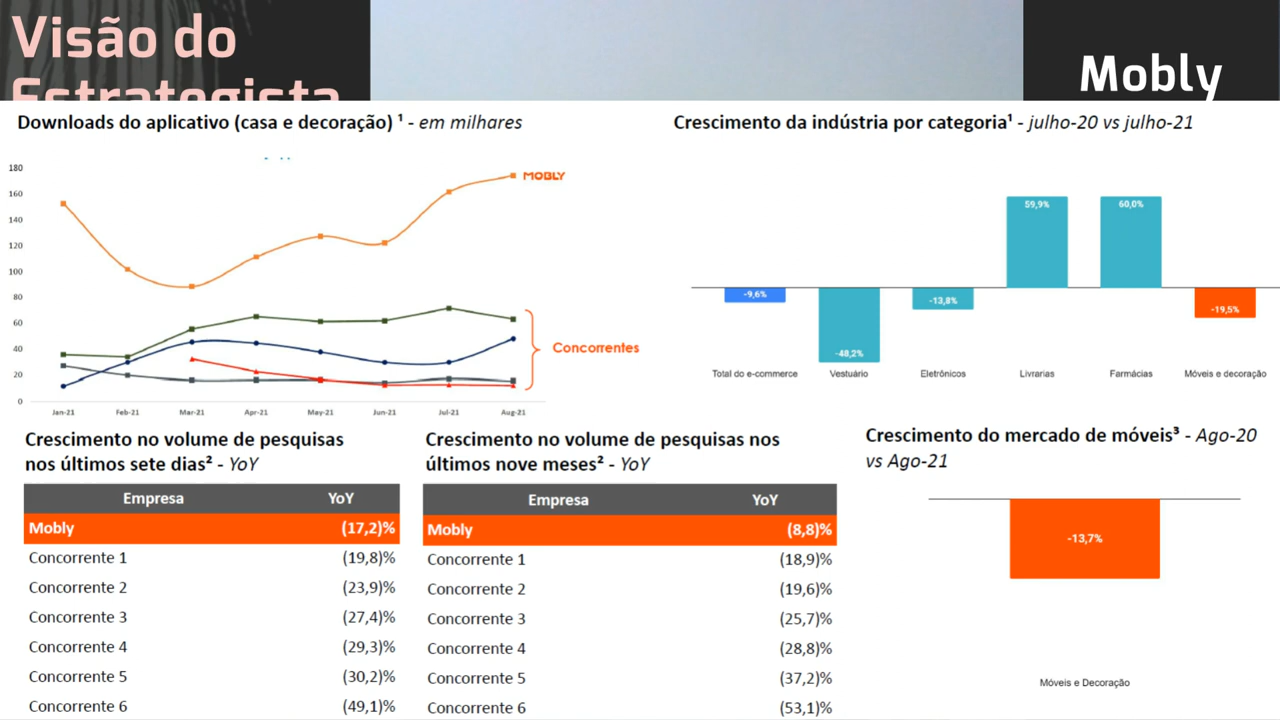 Visão do
Estrategista
Mobly
Downloads do aplicativo (casa e decoração) ¹ - em milhares
180
160
140
120
100
80
60
40
20
0
MOBLY
Concorrentes
Jan-21 Feb-21 Mar-21 Apr-21 May-21 Jun-21 Jul-21 Aug-21
Crescimento da indústria por categoria¹ - julho-20 vs julho-21
-9,6% -48,2% -13,8% 59,9% 60,0% -19,5%
Total do e-commerce Vestuário Eletrônicos Livrarias Farmácias Móveis e decoração
Crescimento no volume de pesquisas
nos últimos sete dias² - YoY
Empresa YoY
Mobly (17,2)%
Concorrente 1 (19,8)%
Concorrente 2 (23,9)%
Concorrente 3 (27,4)%
Concorrente 4 (29,3)%
Concorrente 5 (30,2)%
Concorrente 6 (49,1)%
Crescimento no volume de pesquisas nos
últimos nove meses² - YoY
Empresa YoY
Mobly (8,8)%
Concorrente 1 (18,9)%
Concorrente 2 (19,6)%
Concorrente 3 (25,7)%
Concorrente 4 (28,8)%
Concorrente 5 (37,2)%
Concorrente 6 (53,1)%
Crescimento do mercado de móveis³ - Ago-20
vs Ago-21
-13,7%
Móveis e Decoração